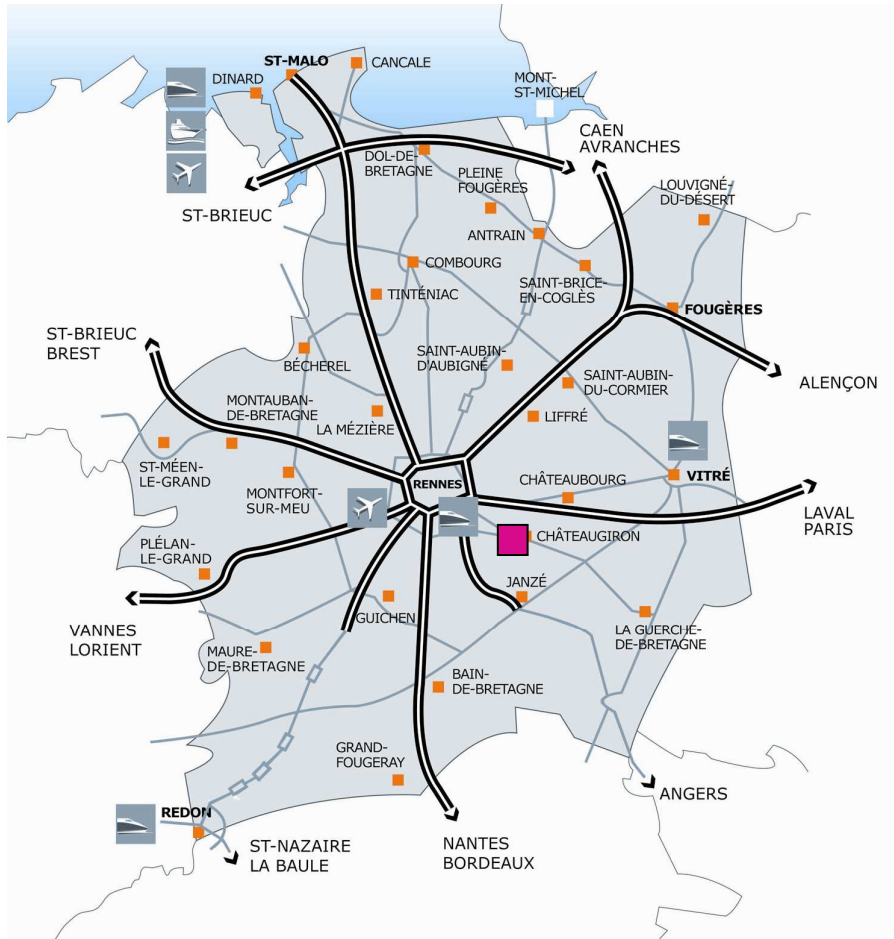 ST-MALO
CANCALE
DINARD
MONT-
ST-MICHEL
CAEN
AVRANCHES
DOL-DE-
BRETAGNE
PLEINE
FOUGÈRES
LOUVIGNÉ-
DU-DÉSERT
ST-BRIEUC
ANTRAIN
COMBOURG
SAINT-BRICE-
EN-COGLÈS
TINTÉNIAC
FOUGÈRES
ST-BRIEUC
BREST
BÉCHEREL
SAINT-AUBIN-
D'AUBIGNÉ
SAINT-AUBIN-
DU-CORMIER
ALENÇON
MONTAUBAN-
DE-BRETAGNE
LA MÉZIÈRE
LIFFRÉ
ST-MÉEN-
LE-GRAND
MONTFORT-
SUR-MEU
RENNES
CHÂTEAUBOURG
VITRÉ
LAVAL
PARIS
CHÂTEAUGIRON
PLÉLAN-
LE-GRAND
JANZÉ
GUICHEN
LA GUERCHE-
DE-BRETAGNE
VANNES
LORIENT
MAURE-
DE-BRETAGNE
BAIN-
DE-BRETAGNE
GRAND-
FOUGERAY
ANGERS
REDON
ST-NAZAIRE
LA BAULE
NANTES
BORDEAUX